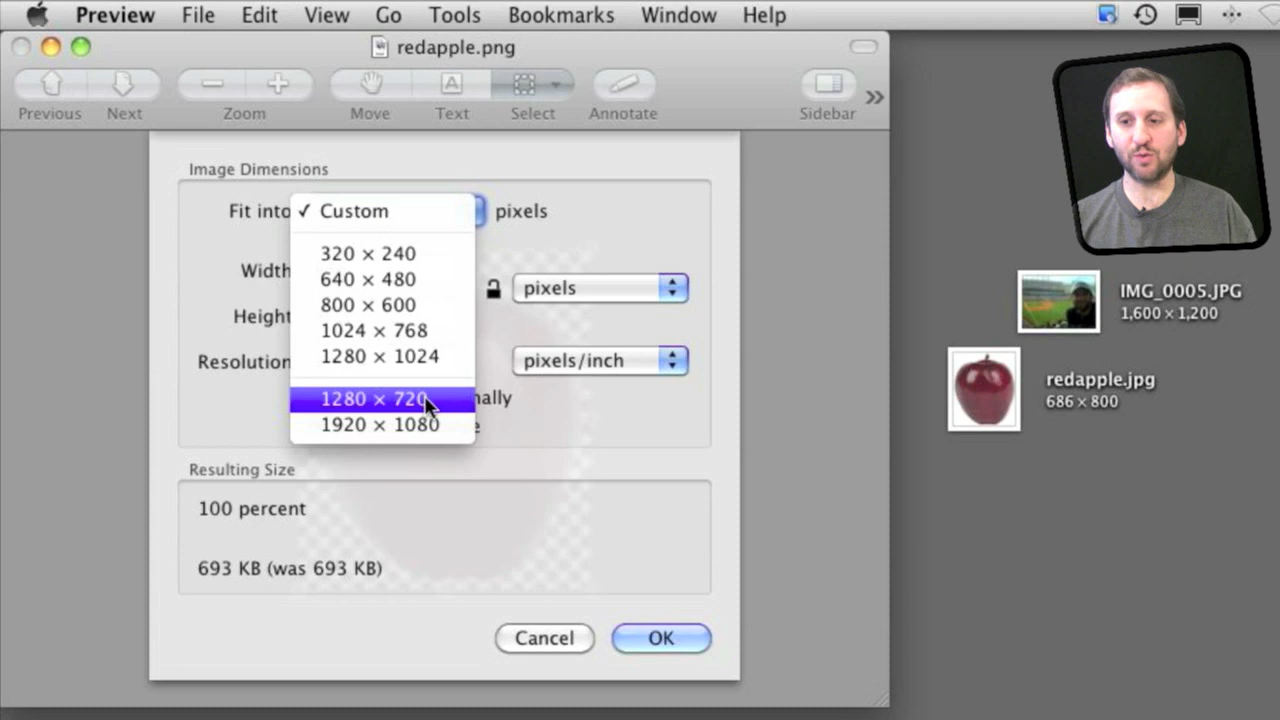 Preview File Edit View Go Tools Bookmarks Window Help
redapple.png
Previous Next Zoom Move Text Select Annotate Sidebar
Image Dimensions
Fit into ✓ Custom pixels
320 × 240
Width
640 × 480
pixels
800 × 600
Height
1024 × 768
1280 × 1024
Resolution
pixels/inch
1280 × 720
1920 × 1080
Resulting Size
100 percent
693 KB (was 693 KB)
Cancel OK
IMG_0005.JPG
1,600 × 1,200
redapple.jpg
686 × 800